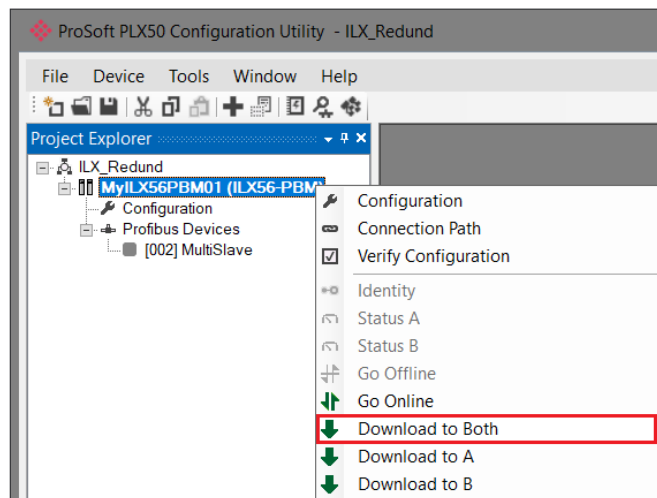 ProSoft PLX50 Configuration Utility - ILX_Redund
File Device Tools Window Help
Project Explorer
ILX_Redund
MyILX56PBM01 (ILX56-PBM)
Configuration
Profibus Devices
[002] MultiSlave
Configuration
Connection Path
Verify Configuration
Identity
Status A
Status B
Go Offline
Go Online
Download to Both
Download to A
Download to B